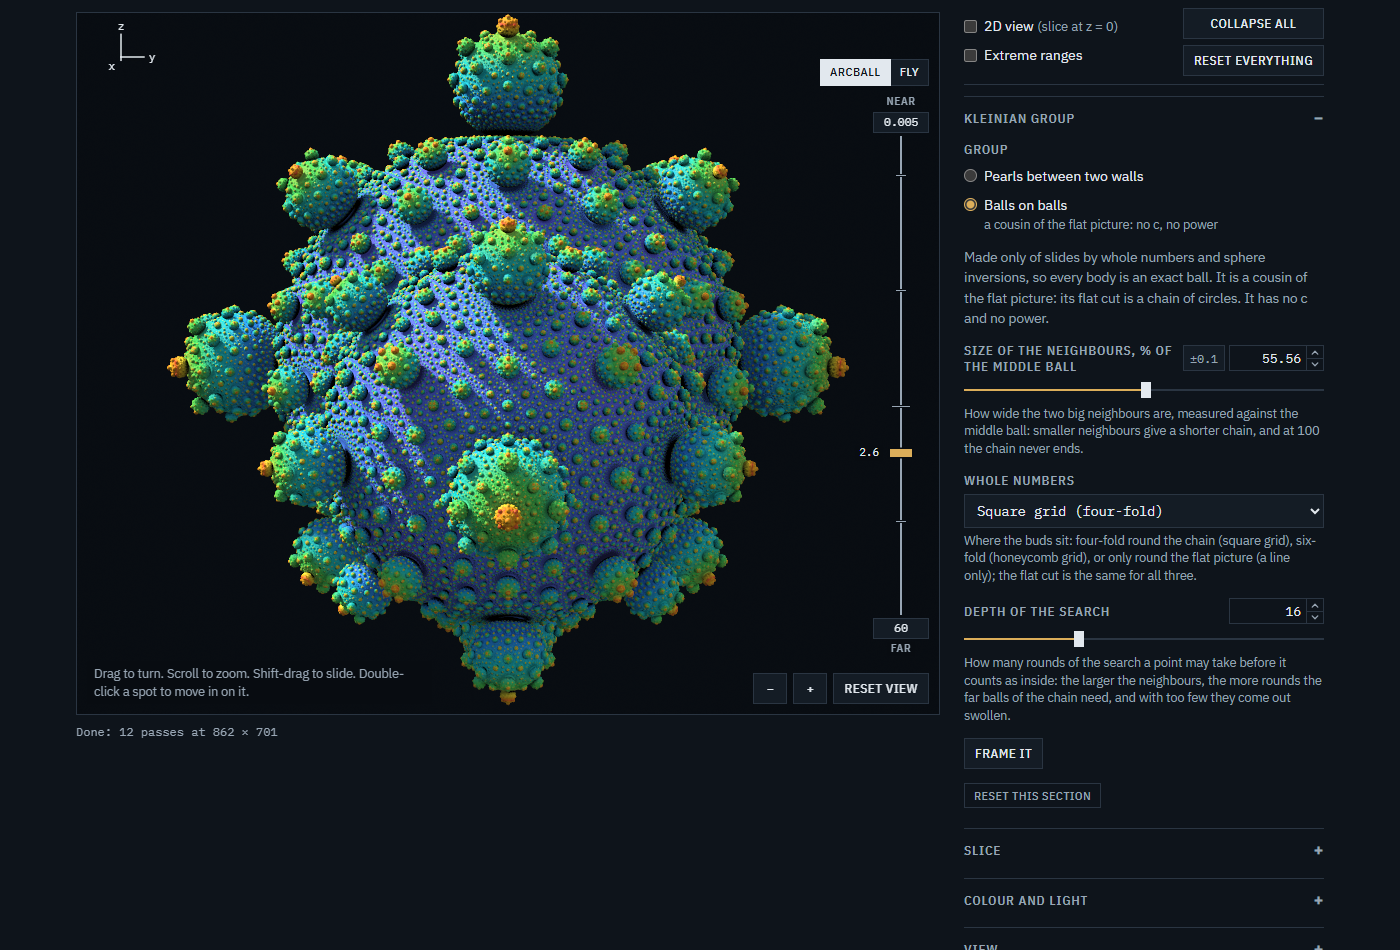 z
y
x
ARCBALL
FLY
NEAR
0.005
2.6
60
FAR
Drag to turn. Scroll to zoom. Shift-drag to slide. Double-
click a spot to move in on it.
−
+
RESET VIEW
Done: 12 passes at 862 × 701
2D view (slice at z = 0)
COLLAPSE ALL
Extreme ranges
RESET EVERYTHING
KLEINIAN GROUP
−
GROUP
Pearls between two walls
Balls on balls
a cousin of the flat picture: no c, no power
Made only of slides by whole numbers and sphere
inversions, so every body is an exact ball. It is a cousin of
the flat picture: its flat cut is a chain of circles. It has no c
and no power.
SIZE OF THE NEIGHBOURS, % OF
THE MIDDLE BALL
±0.1
55.56
How wide the two big neighbours are, measured against the
middle ball: smaller neighbours give a shorter chain, and at 100
the chain never ends.
WHOLE NUMBERS
Square grid (four-fold)
Where the buds sit: four-fold round the chain (square grid), six-
fold (honeycomb grid), or only round the flat picture (a line
only); the flat cut is the same for all three.
DEPTH OF THE SEARCH
16
How many rounds of the search a point may take before it
counts as inside: the larger the neighbours, the more rounds the
far balls of the chain need, and with too few they come out
swollen.
FRAME IT
RESET THIS SECTION
SLICE
+
COLOUR AND LIGHT
+
VIEW
+